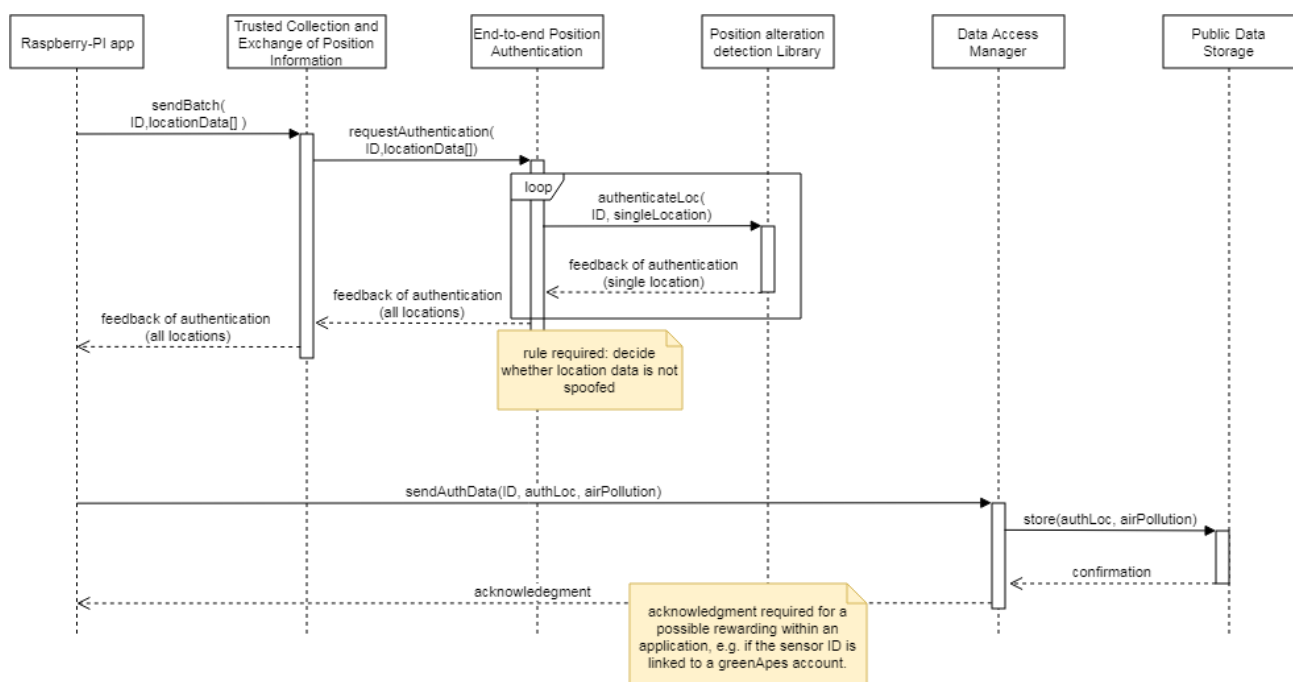 Raspberry-PI app
Trusted Collection and
Exchange of Position
Information
End-to-end Position
Authentication
Position alteration
detection Library
Data Access
Manager
Public Data
Storage
sendBatch(
ID,locationData[] )
requestAuthentication(
ID,locationData[])
loop
authenticateLoc(
ID, singleLocation)
feedback of authentication
(single location)
feedback of authentication
(all locations)
feedback of authentication
(all locations)
rule required: decide
whether location data is not
spoofed
sendAuthData(ID, authLoc, airPollution)
store(authLoc, airPollution)
confirmation
acknowledegment
acknowledgment required for a
possible rewarding within an
application, e.g. if the sensor ID is
linked to a greenApes account.